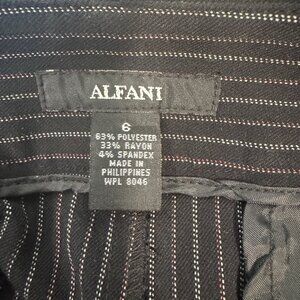 ALFANI
6
63% POLYESTER
33% RAYON
4% SPANDEX
MADE IN
PHILIPPINES
WPL 8046